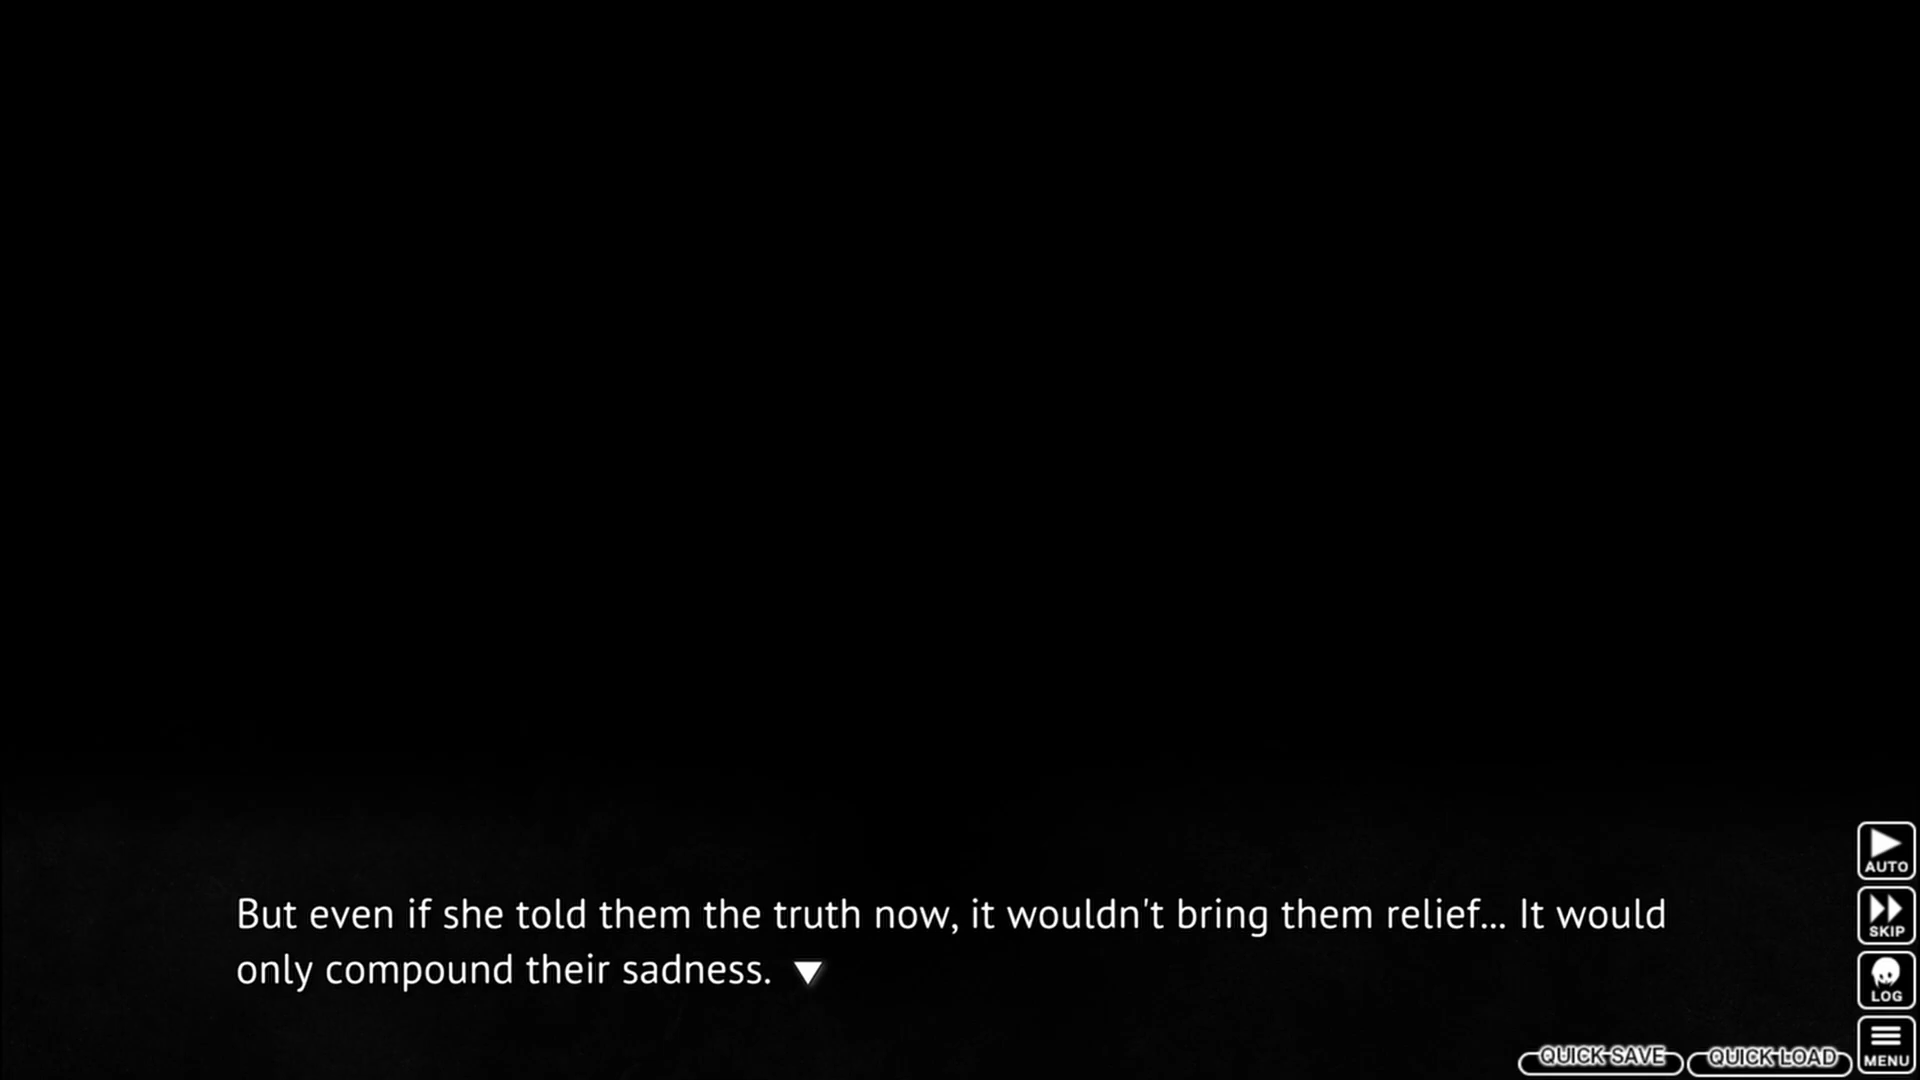 But even if she told them the truth now, it wouldn't bring them relief... It would
only compound their sadness.
AUTO
SKIP
LOG
MENU
QUICK SAVE
QUICK LOAD